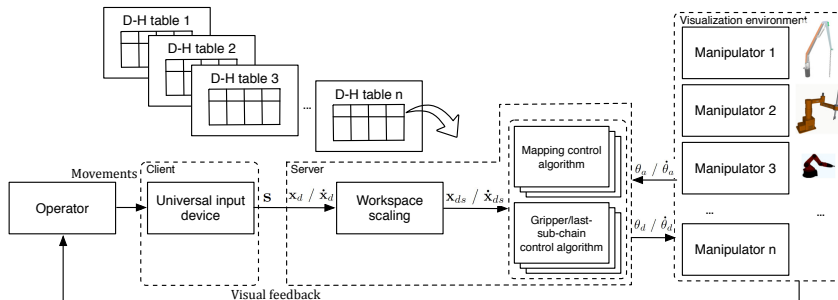 D-H table 1
D-H table 2
D-H table 3
...
D-H table n
Visualization environment
Manipulator 1
Manipulator 2
Manipulator 3
...
...
Manipulator n
Client
Server
Movements
Operator
Universal input
device
s
x_d / ẋ_d
Workspace
scaling
x_ds / ẋ_ds
Mapping control
algorithm
Gripper/last-
sub-chain
control algorithm
θ_a / θ̇_a
θ_d / θ̇_d
Visual feedback